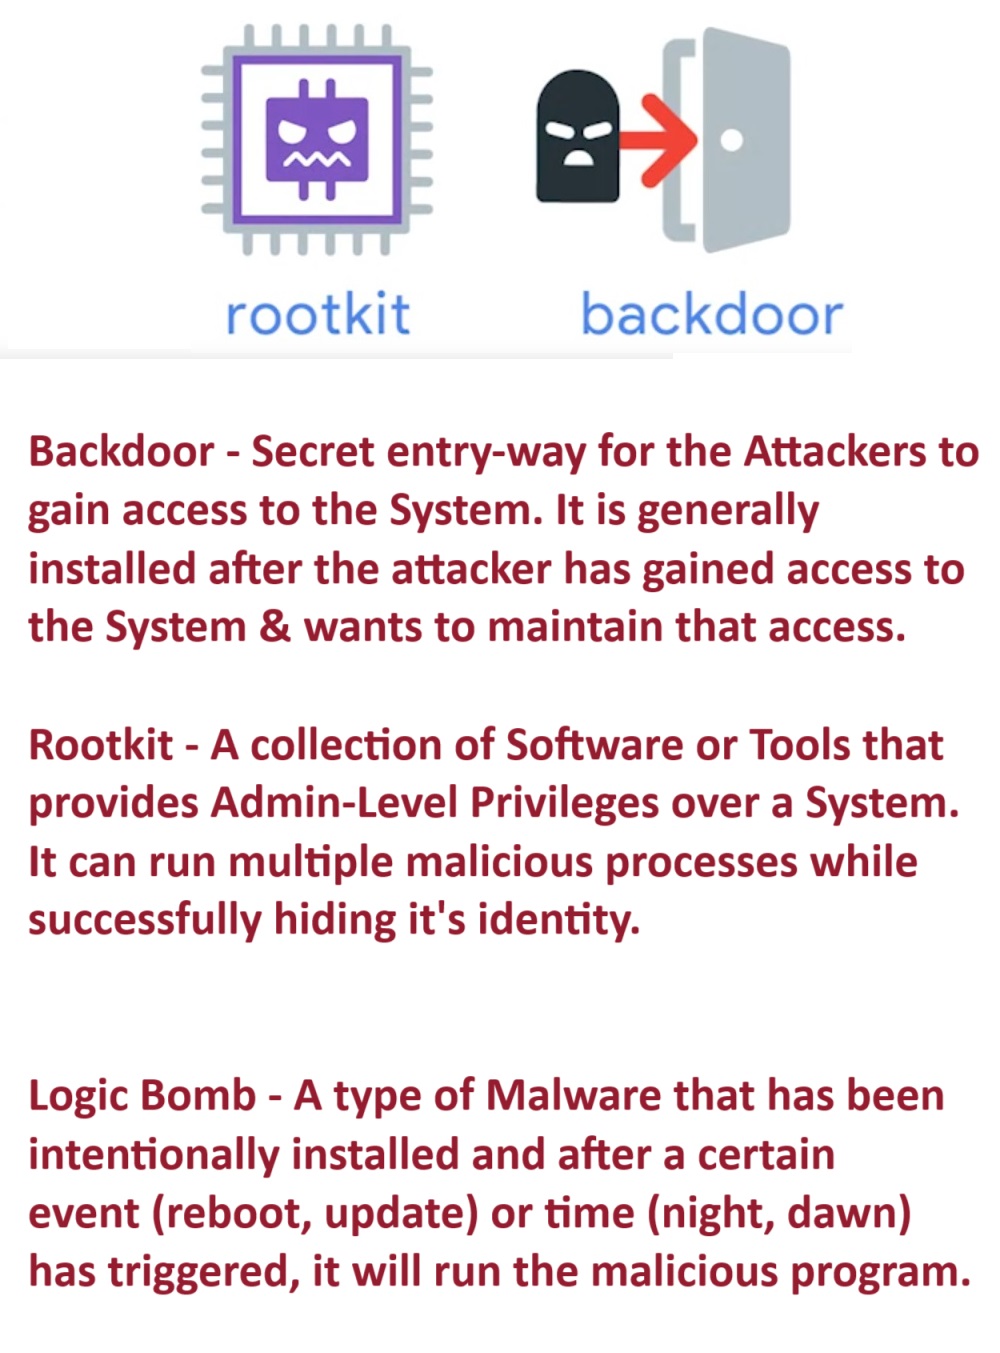 rootkit backdoor
Backdoor - Secret entry-way for the Attackers to
gain access to the System. It is generally
installed after the attacker has gained access to
the System & wants to maintain that access.
Rootkit - A collection of Software or Tools that
provides Admin-Level Privileges over a System.
It can run multiple malicious processes while
successfully hiding it's identity.
Logic Bomb - A type of Malware that has been
intentionally installed and after a certain
event (reboot, update) or time (night, dawn)
has triggered, it will run the malicious program.